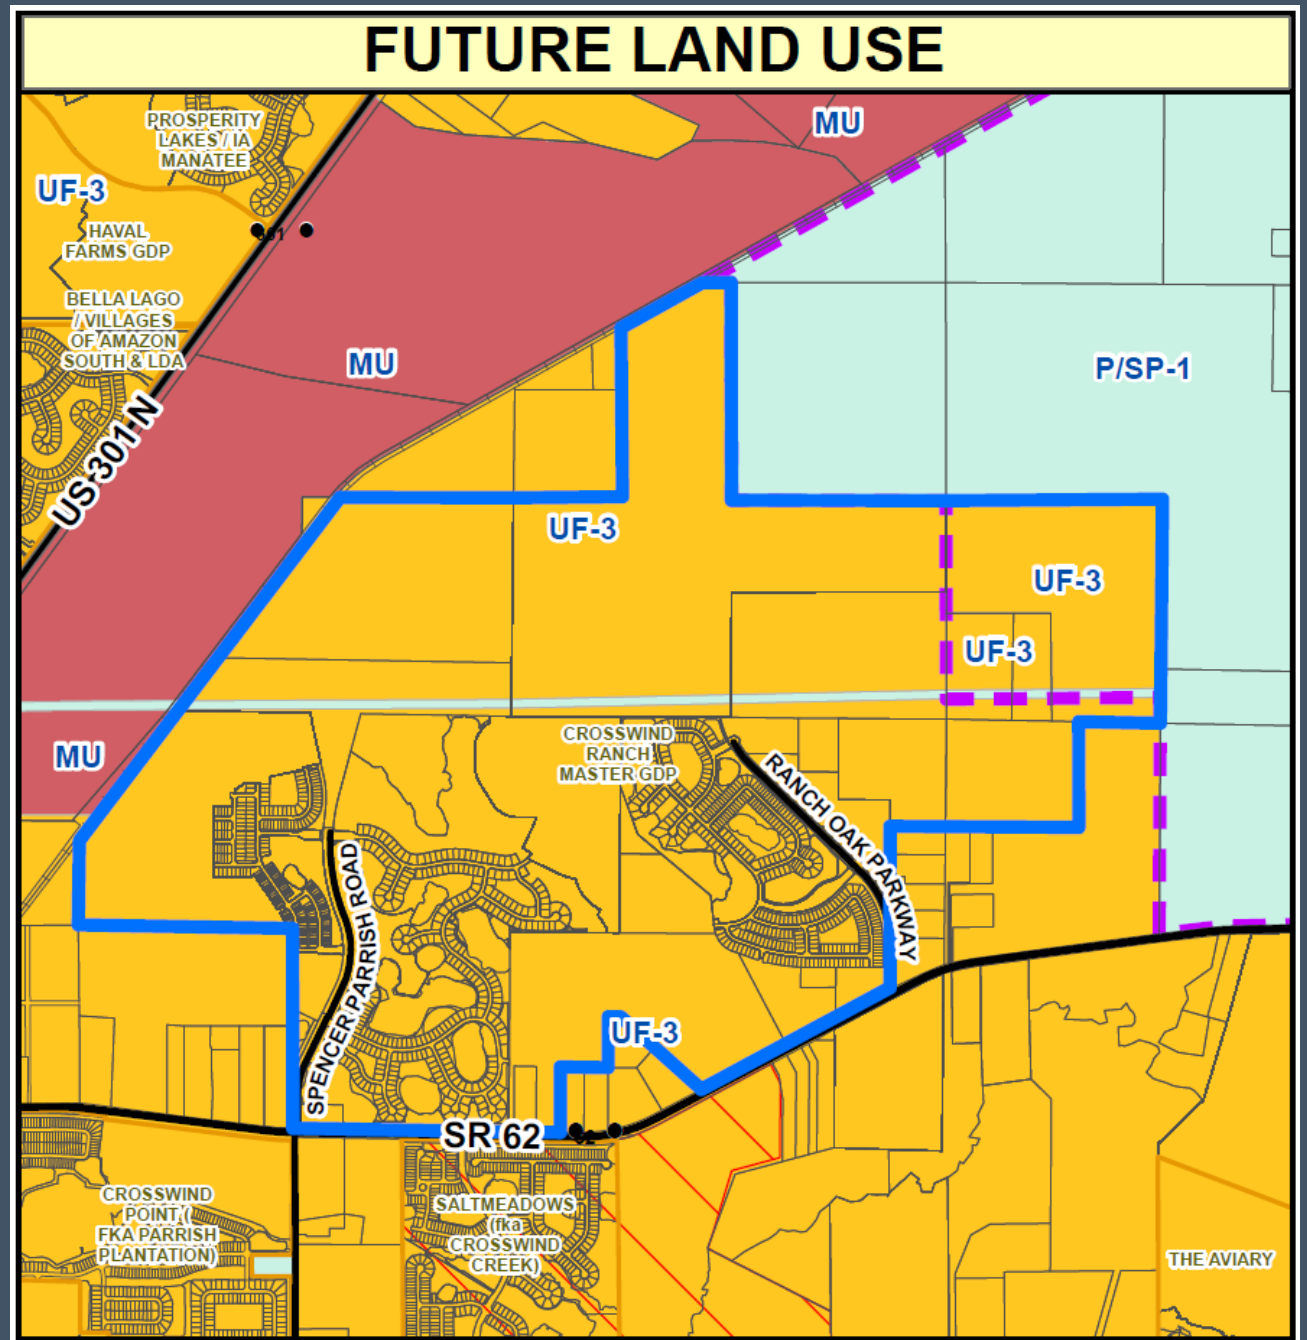 FUTURE LAND USE
MU
PROSPERITY
LAKES / IA
MANATEE
UF-3
HAVAL
FARMS GDP
BELLA LAGO
/ VILLAGES
OF AMAZON
SOUTH & LDA
MU
P/SP-1
US-301 N
UF-3
UF-3
UF-3
MU
CROSSWIND
RANCH
MASTER GDP
RANCH OAK PARKWAY
SPENCER PARRISH ROAD
UF-3
SR 62
CROSSWIND
POINT (
FKA PARRISH
PLANTATION)
SALTMEADOWS
(fka
CROSSWIND
CREEK)
THE AVIARY